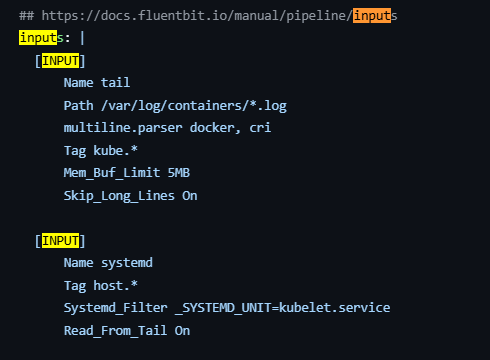 ## https://docs.fluentbit.io/manual/pipeline/inputs
inputs: |
[INPUT]
Name tail
Path /var/log/containers/*.log
multiline.parser docker, cri
Tag kube.*
Mem_Buf_Limit 5MB
Skip_Long_Lines On
[INPUT]
Name systemd
Tag host.*
Systemd_Filter _SYSTEMD_UNIT=kubelet.service
Read_From_Tail On